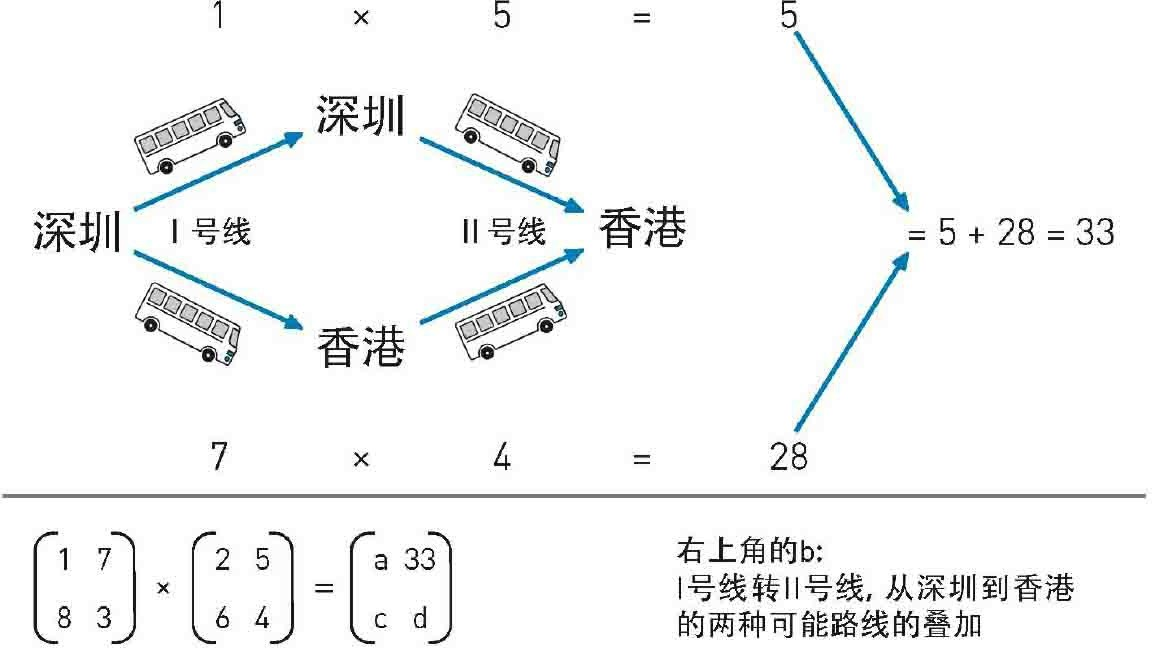 1 × 5 = 5
深圳
深圳 I 号线 II 号线 香港 = 5 + 28 = 33
香港
7 × 4 = 28
1 7 2 5 a 33
× =
8 3 6 4 c d
右上角的b:
I号线转II号线, 从深圳到香港
的两种可能路线的叠加